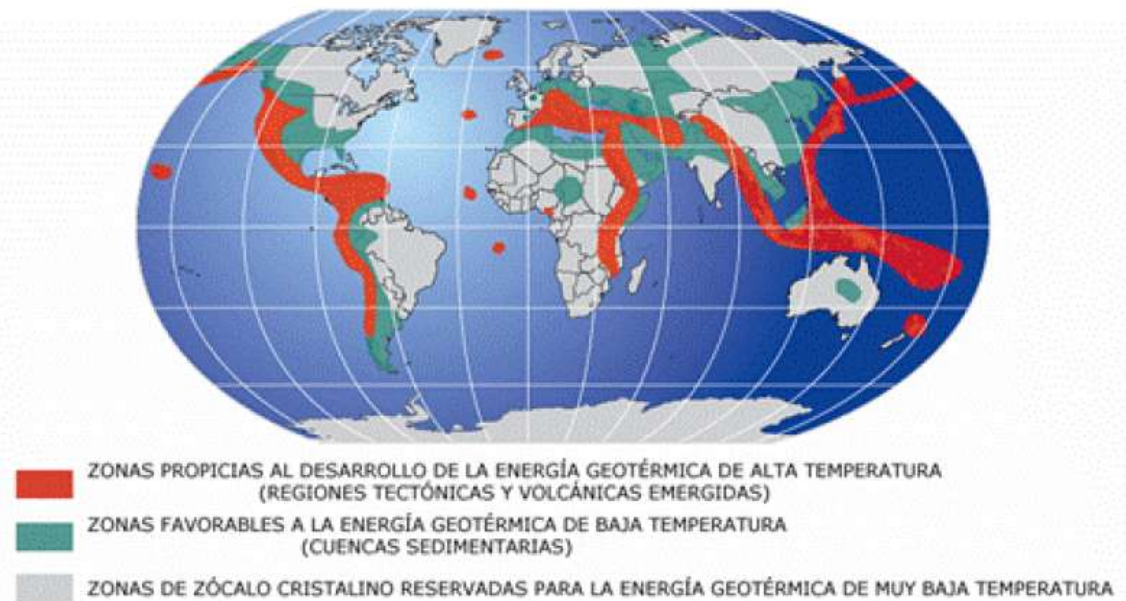 ZONAS PROPICIAS AL DESARROLLO DE LA ENERGÍA GEOTÉRMICA DE ALTA TEMPERATURA
(REGIONES TECTÓNICAS Y VOLCÁNICAS EMERGIDAS)
ZONAS FAVORABLES A LA ENERGÍA GEOTÉRMICA DE BAJA TEMPERATURA
(CUENCAS SEDIMENTARIAS)
ZONAS DE ZÓCALO CRISTALINO RESERVADAS PARA LA ENERGÍA GEOTÉRMICA DE MUY BAJA TEMPERATURA